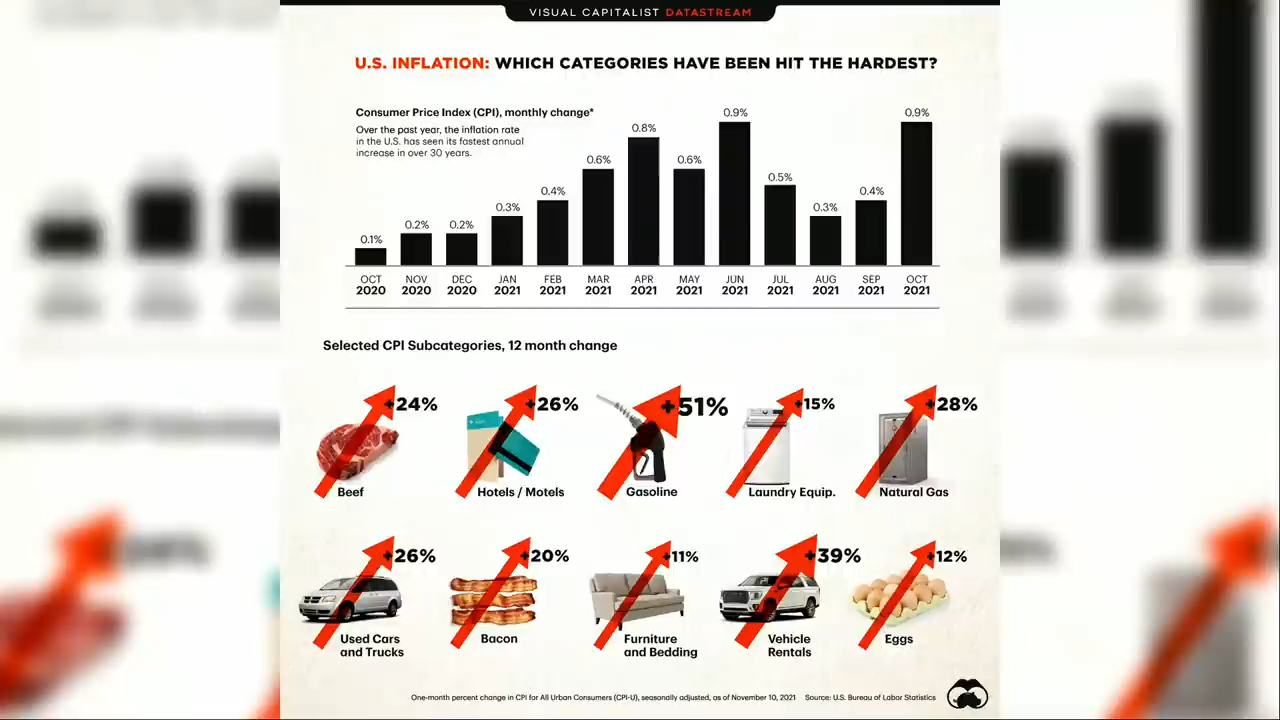 VISUAL CAPITALIST DATASTREAM
U.S. INFLATION: WHICH CATEGORIES HAVE BEEN HIT THE HARDEST?
Consumer Price Index (CPI), monthly change*
Over the past year, the inflation rate
in the U.S. has seen its fastest annual
increase in over 30 years.
0.1%
0.2%
0.2%
0.3%
0.4%
0.6%
0.8%
0.6%
0.9%
0.5%
0.3%
0.4%
0.9%
OCT
2020
NOV
2020
DEC
2020
JAN
2021
FEB
2021
MAR
2021
APR
2021
MAY
2021
JUN
2021
JUL
2021
AUG
2021
SEP
2021
OCT
2021
Selected CPI Subcategories, 12 month change
+24%
Beef
+26%
Hotels / Motels
+51%
Gasoline
+15%
Laundry Equip.
+28%
Natural Gas
+26%
Used Cars
and Trucks
+20%
Bacon
+11%
Furniture
and Bedding
+39%
Vehicle
Rentals
+12%
Eggs
One-month percent change in CPI for All Urban Consumers (CPI-U), seasonally adjusted, as of November 10, 2021 Source: U.S. Bureau of Labor Statistics